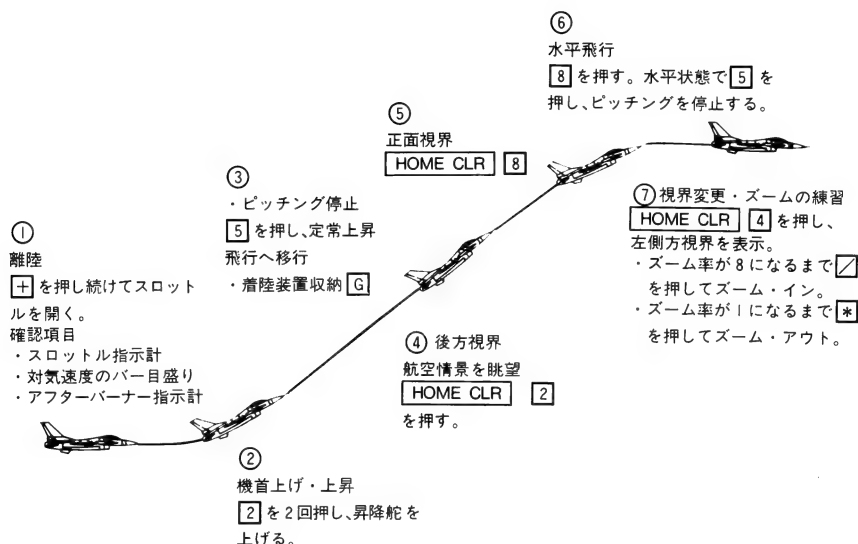 ①
離陸
+ を押し続けてスロット
ルを開く。
確認項目
・スロットル指示計
・対気速度のバー目盛り
・アフターバーナー指示計
②
機首上げ・上昇
2 を2回押し、昇降舵を
上げる。
③
・ピッチング停止
5 を押し、定常上昇
飛行へ移行
・着陸装置収納 G
④ 後方視界
航空情景を眺望
HOME CLR 2
を押す。
⑤
正面視界
HOME CLR 8
⑥
水平飛行
8 を押す。水平状態で 5 を
押し、ピッチングを停止する。
⑦視界変更・ズームの練習
HOME CLR 4 を押し、
左側方視界を表示。
・ズーム率が8になるまで /
を押してズーム・イン。
・ズーム率が1になるまで *
を押してズーム・アウト。